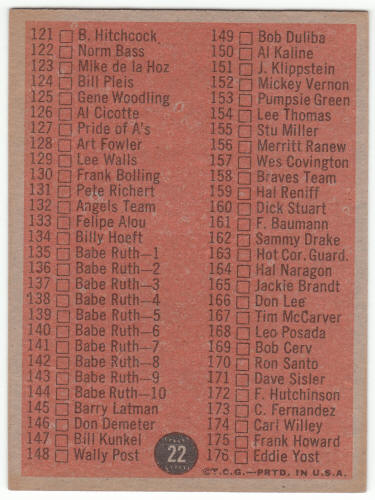 121 B. Hitchcock
122 Norm Bass
123 Mike de la Hoz
124 Bill Pleis
125 Gene Woodling
126 Al Cicotte
127 Pride of A's
128 Art Fowler
129 Lee Walls
130 Frank Bolling
131 Pete Richert
132 Angels Team
133 Felipe Alou
134 Billy Hoeft
135 Babe Ruth—1
136 Babe Ruth—2
137 Babe Ruth—3
138 Babe Ruth—4
139 Babe Ruth—5
140 Babe Ruth—6
141 Babe Ruth—7
142 Babe Ruth—8
143 Babe Ruth—9
144 Babe Ruth—10
145 Barry Latman
146 Don Demeter
147 Bill Kunkel
148 Wally Post
22
149 Bob Duliba
150 Al Kaline
151 J. Klippstein
152 Mickey Vernon
153 Pumpsie Green
154 Lee Thomas
155 Stu Miller
156 Merritt Ranew
157 Wes Covington
158 Braves Team
159 Hal Reniff
160 Dick Stuart
161 F. Baumann
162 Sammy Drake
163 Hot Cor. Guard.
164 Hal Naragon
165 Jackie Brandt
166 Don Lee
167 Tim McCarver
168 Leo Posada
169 Bob Cerv
170 Ron Santo
171 Dave Sisler
172 F. Hutchinson
173 C. Fernandez
174 Carl Willey
175 Frank Howard
176 Eddie Yost
©T.C.G.—PRTD. IN U.S.A.